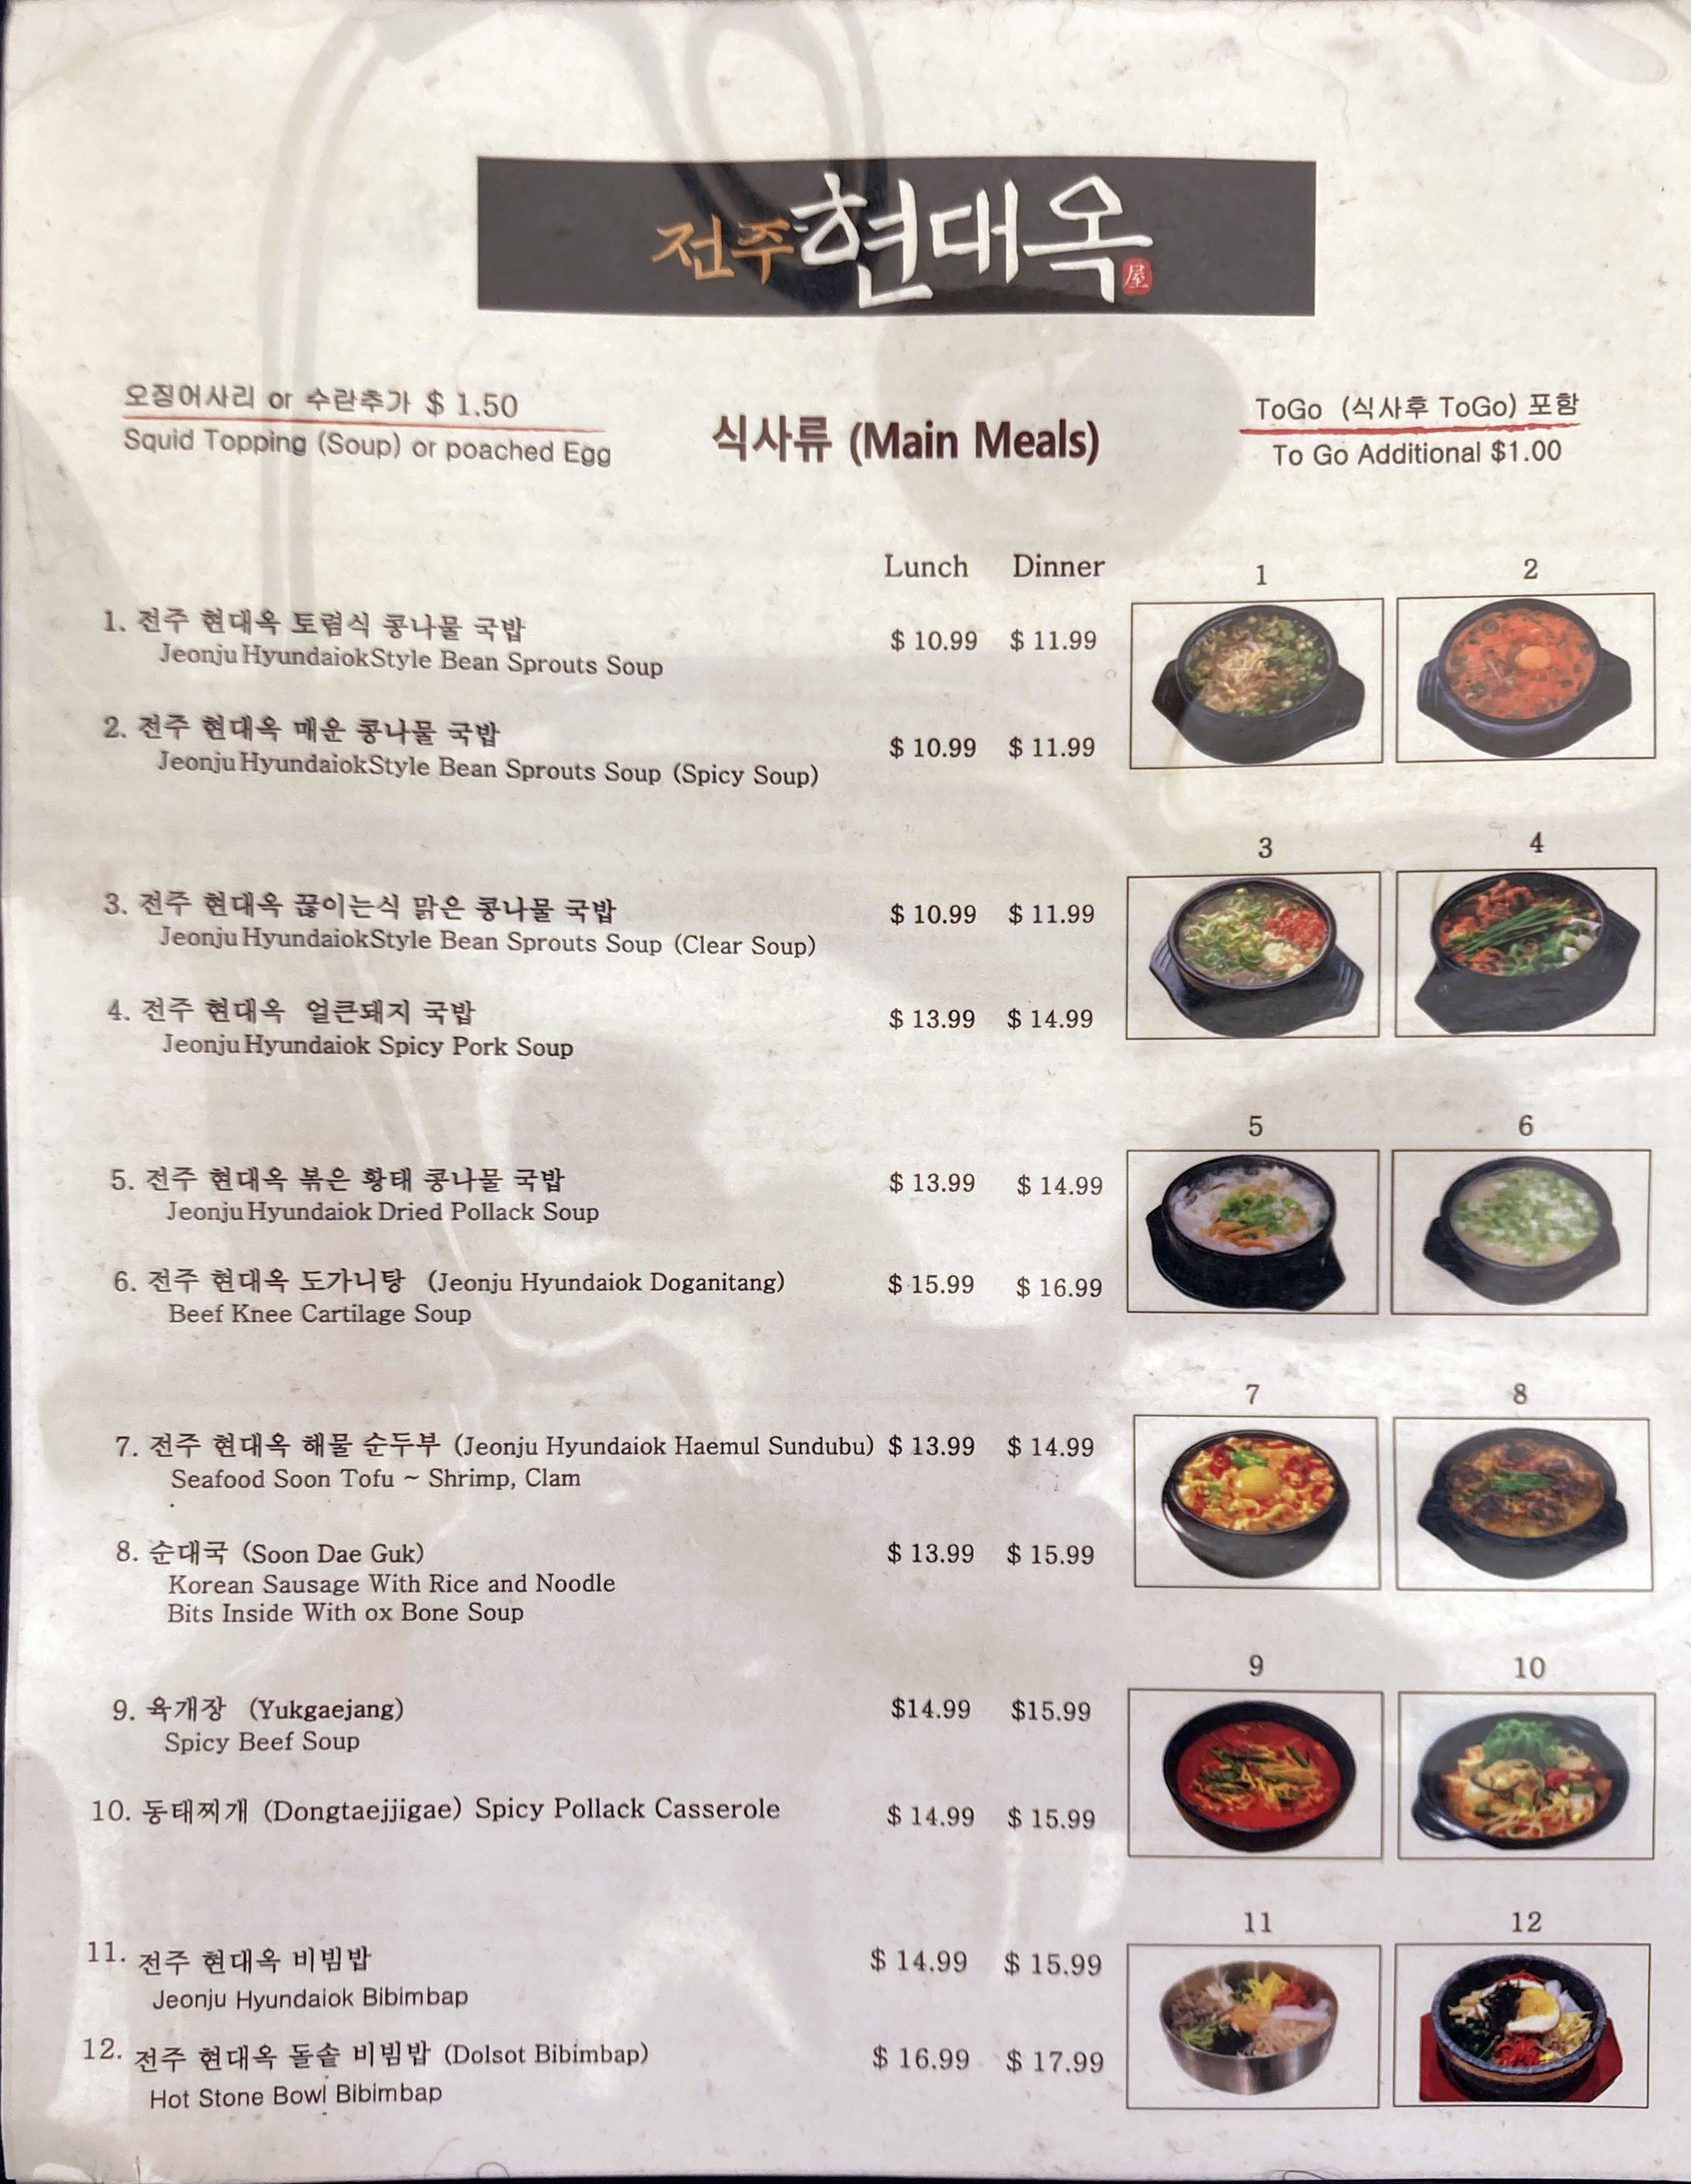 전주현대옥
屋
오징어사리 or 수란추가 $ 1.50
Squid Topping (Soup) or poached Egg
식사류 (Main Meals)
ToGo (식사후 ToGo) 포함
To Go Additional $1.00
Lunch Dinner
1 2
1. 전주 현대옥 토렴식 콩나물 국밥 $ 10.99 $ 11.99
Jeonju HyundaiokStyle Bean Sprouts Soup
2. 전주 현대옥 매운 콩나물 국밥 $ 10.99 $ 11.99
Jeonju HyundaiokStyle Bean Sprouts Soup (Spicy Soup)
3 4
3. 전주 현대옥 끊이는식 맑은 콩나물 국밥 $ 10.99 $ 11.99
Jeonju HyundaiokStyle Bean Sprouts Soup (Clear Soup)
4. 전주 현대옥 얼큰돼지 국밥 $ 13.99 $ 14.99
Jeonju Hyundaiok Spicy Pork Soup
5 6
5. 전주 현대옥 볶은 황태 콩나물 국밥 $ 13.99 $ 14.99
Jeonju Hyundaiok Dried Pollack Soup
6. 전주 현대옥 도가니탕 (Jeonju Hyundaiok Doganitang) $ 15.99 $ 16.99
Beef Knee Cartilage Soup
7 8
7. 전주 현대옥 해물 순두부 (Jeonju Hyundaiok Haemul Sundubu) $ 13.99 $ 14.99
Seafood Soon Tofu ~ Shrimp, Clam
8. 순대국 (Soon Dae Guk) $ 13.99 $ 15.99
Korean Sausage With Rice and Noodle
Bits Inside With ox Bone Soup
9 10
9. 육개장 (Yukgaejang) $14.99 $15.99
Spicy Beef Soup
10. 동태찌개 (Dongtaejjigae) Spicy Pollack Casserole $ 14.99 $ 15.99
11 12
11. 전주 현대옥 비빔밥 $ 14.99 $ 15.99
Jeonju Hyundaiok Bibimbap
12. 전주 현대옥 돌솥 비빔밥 (Dolsot Bibimbap) $ 16.99 $ 17.99
Hot Stone Bowl Bibimbap